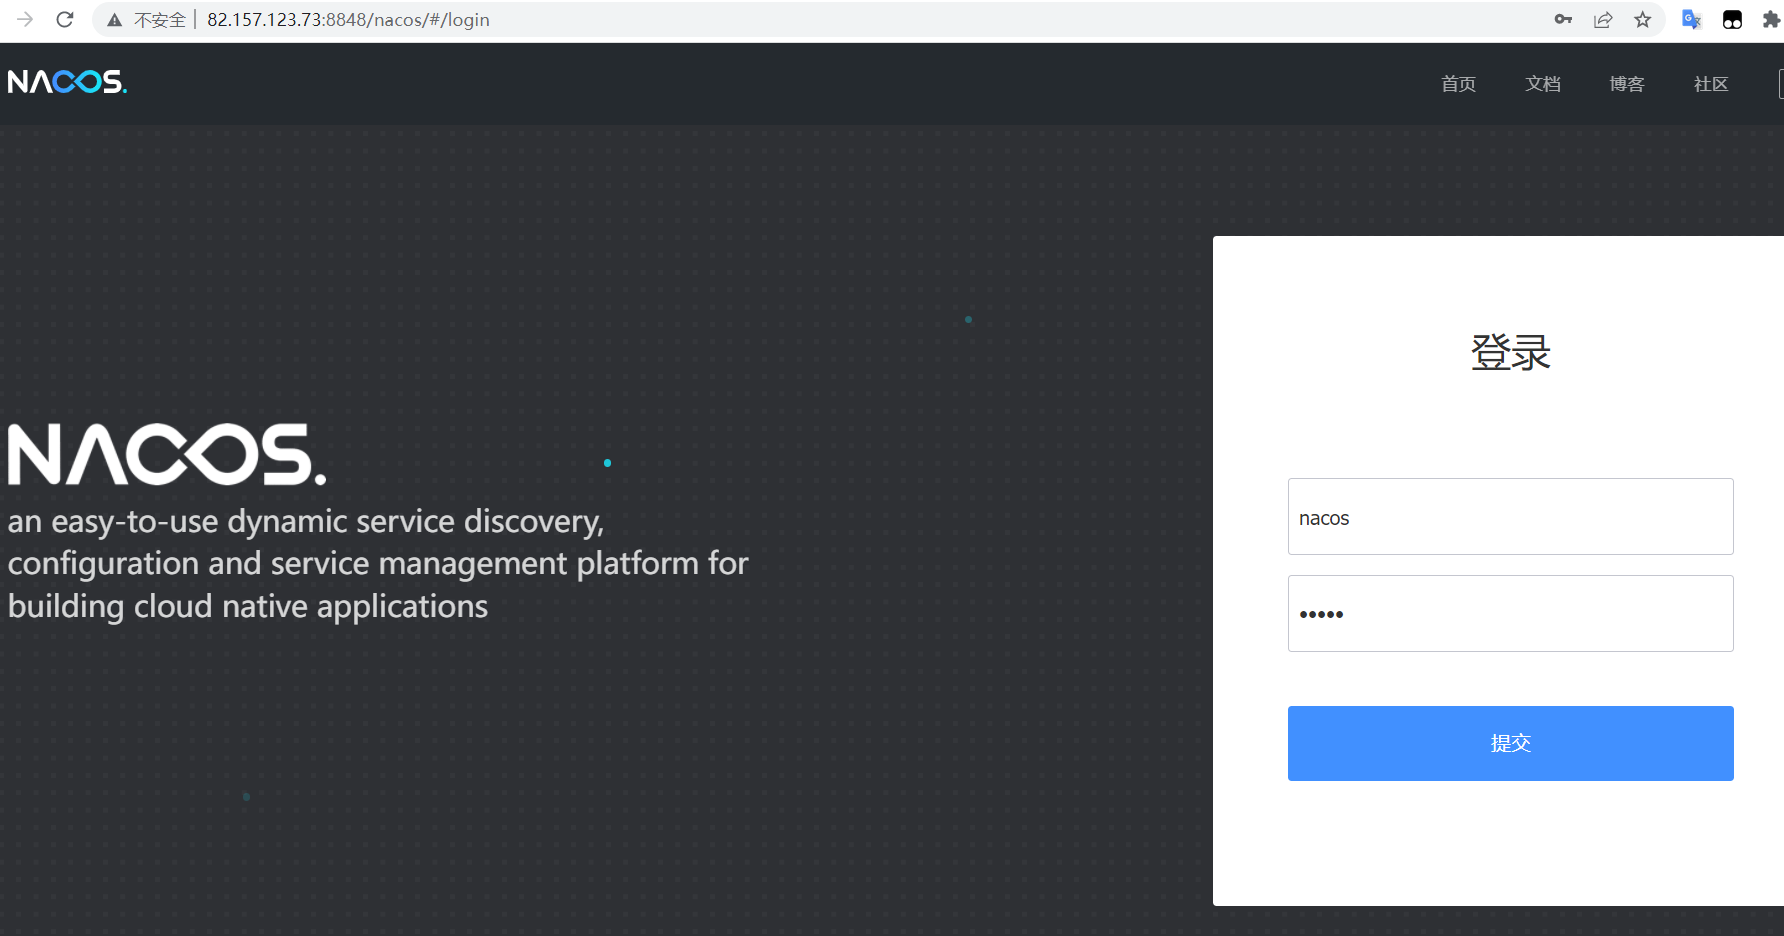 不安全 | 82.157.123.73:8848/nacos/#/login
NACOS.
首页 文档 博客 社区
登录
NACOS.
an easy-to-use dynamic service discovery,
configuration and service management platform for
building cloud native applications
nacos
•••••
提交